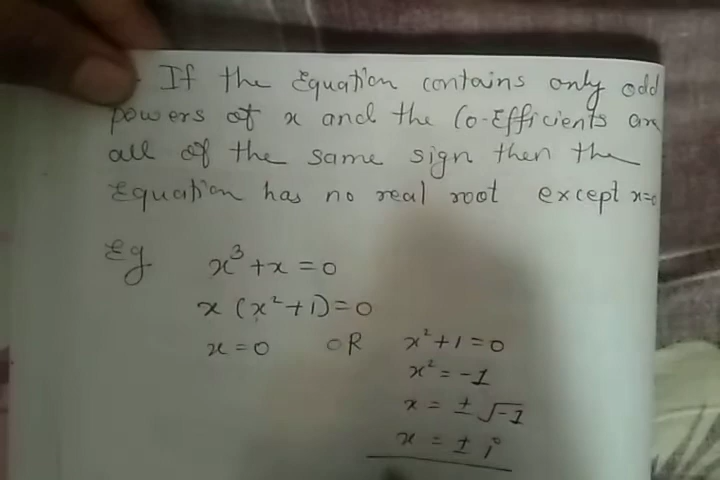 If the Equation contains only odd
powers of x and the Co-Efficients are
all of the same sign then the
Equation has no real root except x=0
Eg x³+x=0
x (x²+1)=0
x=0 OR x²+1=0
x²=-1
x = ± √-1
x = ± i